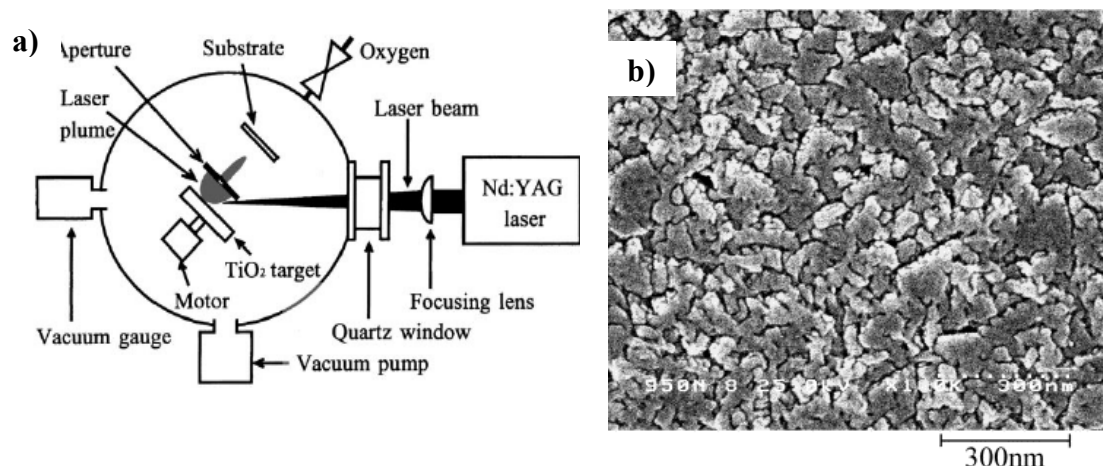 a)
Aperture
Substrate
Oxygen
Laser
plume
Laser beam
Nd:YAG
laser
TiO₂ target
Motor
Focusing lens
Vacuum gauge
Quartz window
Vacuum pump
b)
300nm
300nm